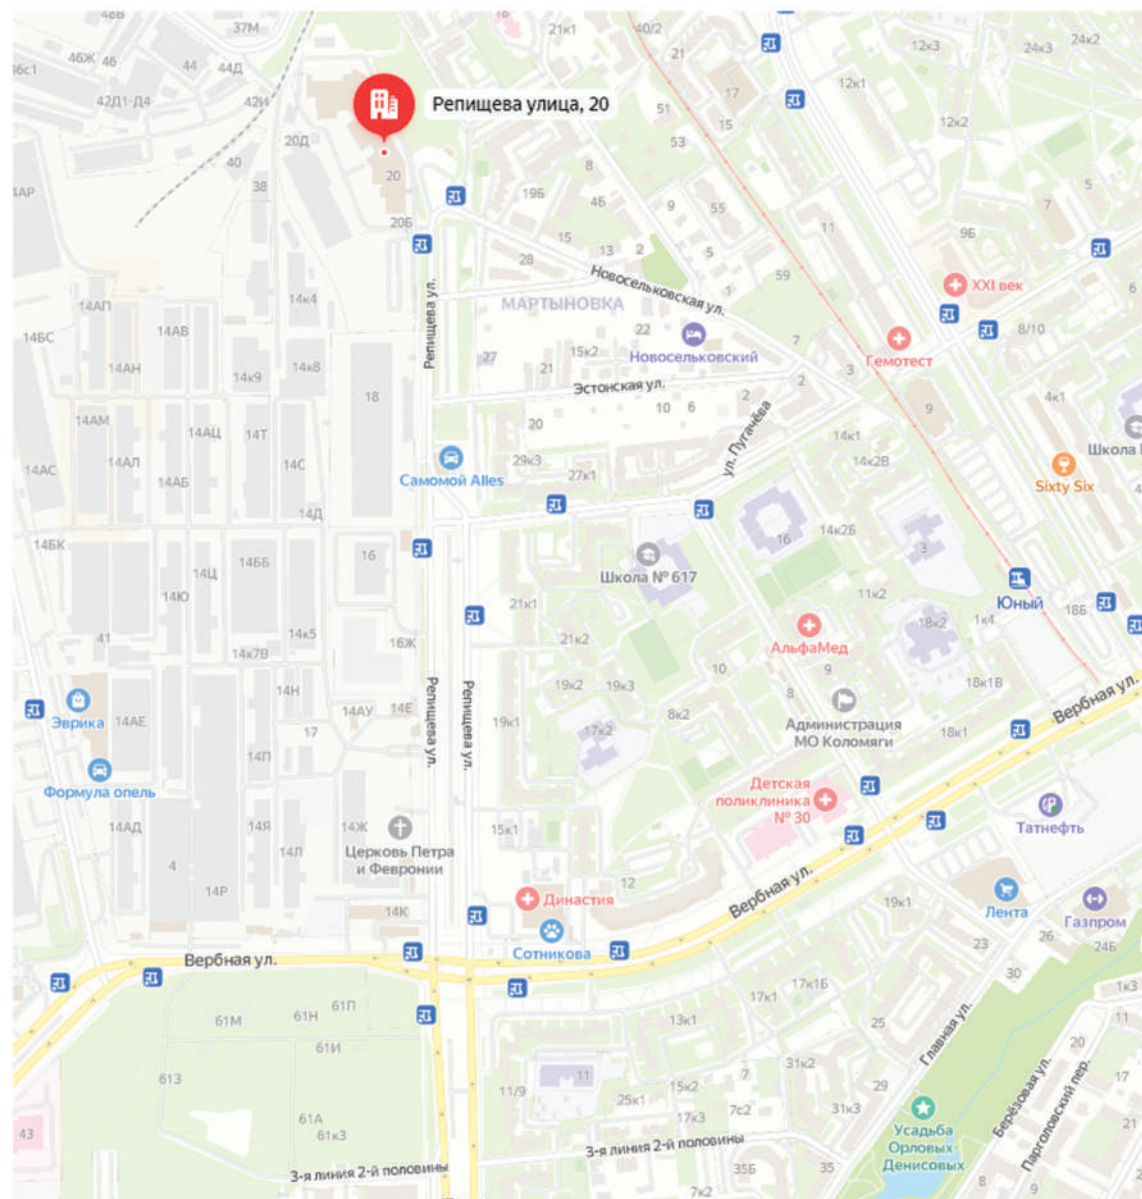 48В
37М
21к1
40/2
24к2
46Ж
46
46с1
44
44Д
21
12к3
24к3
42Д1-Д4
42И
Репищева улица, 20
51
17
12к1
15
12к2
20Д
53
40
8
4АР
38
20
19Б
4Б
9
55
5
7
20Б
11
9Б
15
13
2
5
28
59
Новосельковская ул.
XXI век
6
14АП
14к4
Репищева ул.
МАРТЫНОВКА
1
14БС
14АВ
22
7
8/10
15к2
Новосельковский
Гемотест
27
14АН
14к9
14к8
21
3
18
Эстонская ул.
2
4к1
14АМ
14АЦ
14Т
10
6
2
9
20
ул. Пугачёва
14к1
Школа №
14АС
14АЛ
14С
29к3
14к2В
14АБ
27к1
Самомой Alles
Sixty Six
4
14Д
14к2Б
14БК
16
16
3
14Ц
14ББ
Школа № 617
14Ю
21к1
11к2
Юный
18Б
41
14к5
16Ж
21к2
АльфаМед
18к2
1к4
14к7В
10
9
19к2
19к3
8
18к1В
14Н
14АУ
14Е
Репищева ул.
Репищева ул.
Вербная ул.
Эврика
14АЕ
19к1
8к2
Администрация
МО Коломяги
17
17к2
18к1
14П
Формула опель
Детская
поликлиника
№ 30
14АД
14Я
14Ж
15к1
Татнефть
Церковь Петра
и Февронии
14Л
4
14Р
12
Вербная ул.
14К
Династия
19к1
Лента
Газпром
Сотникова
23
26
24Б
Вербная ул.
30
17к1
17к1Б
1к3
61М
61Н
61П
13к1
25
11
61И
Главная ул.
20
61З
11
7
31к2
29
Берёзовая ул.
Парголовский пер.
17
11/9
15к2
25к1
17к3
7с2
31к3
43
61А
61к3
21
Усадьба
Орловых
Денисовых
3-я линия 2-й половины
3-я линия 2-й половины
35Б
35
7к2
8
9